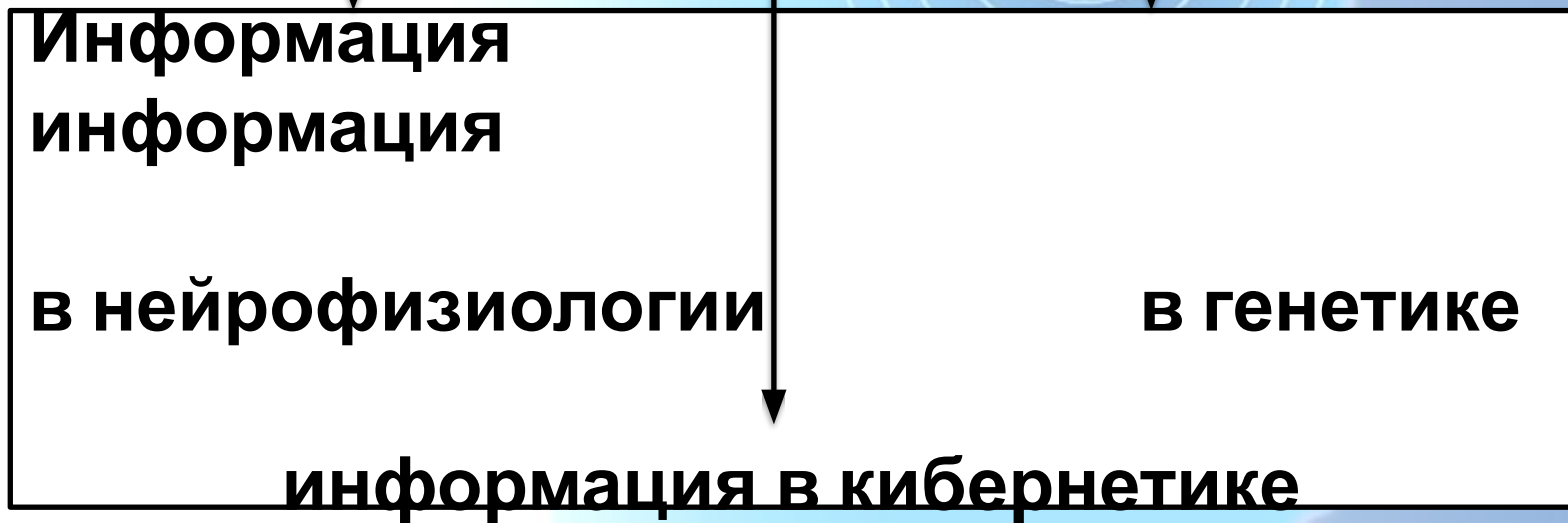 Информация
информация
в нейрофизиологии в генетике
информация в кибернетике